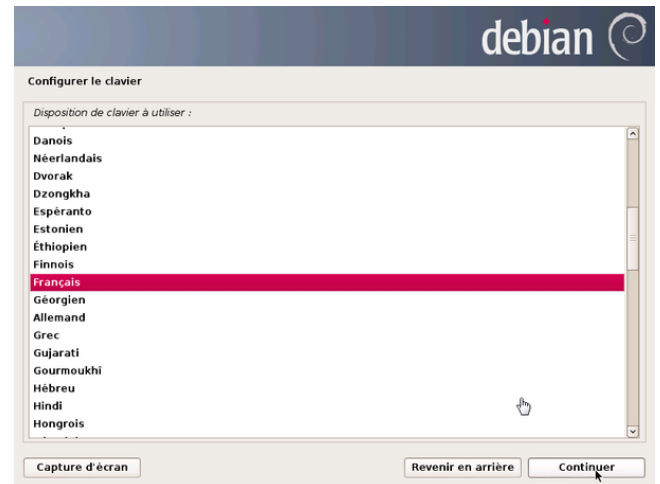 debian
Configurer le clavier
Disposition de clavier à utiliser :
Danois
Néerlandais
Dvorak
Dzongkha
Espéranto
Estonien
Éthiopien
Finnois
Français
Géorgien
Allemand
Grec
Gujarati
Gourmoukhî
Hébreu
Hindi
Hongrois
Capture d'écran
Revenir en arrière
Continuer